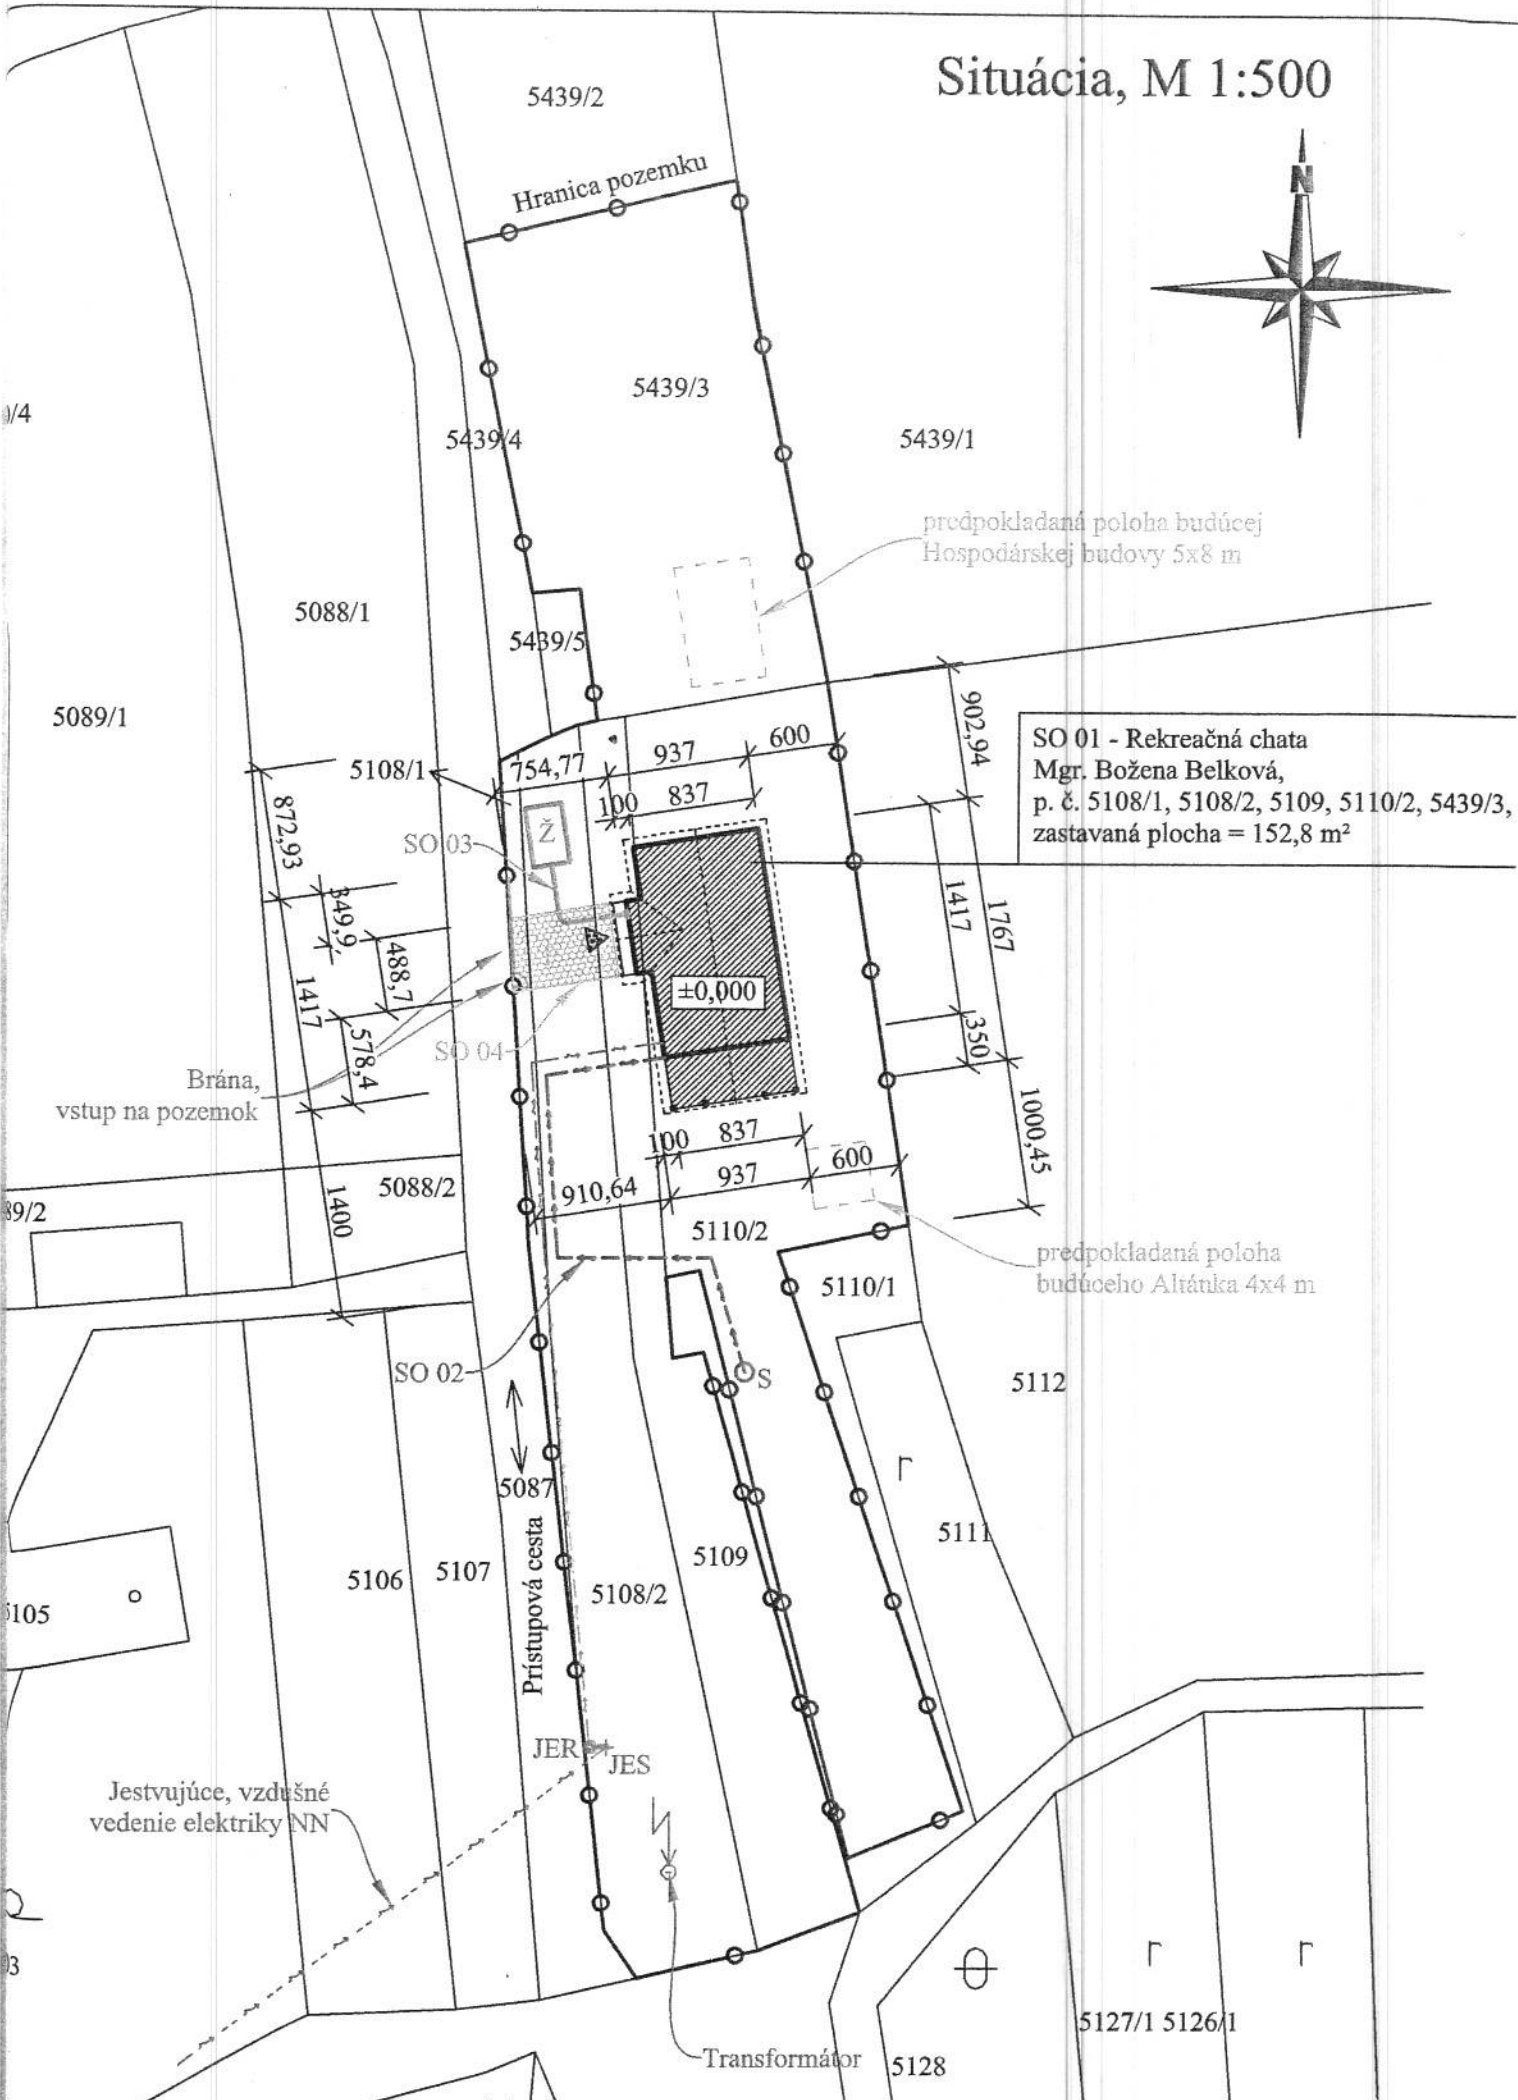 Situácia, M 1:500
N
5439/2
Hranica pozemku
5439/3
5439/4
5439/1
/4
predpokladaná poloha budúcej
Hospodárskej budovy 5x8 m
5088/1
5439/5
5089/1
902,94
SO 01 - Rekreačná chata
Mgr. Božena Belková,
p. č. 5108/1, 5108/2, 5109, 5110/2, 5439/3,
zastavaná plocha = 152,8 m²
5108/1
754,77
937
600
100
837
872,93
SO 03
Ž
349,9
488,7
1417
578,4
1417
1767
350
±0,000
SO 04
Brána,
vstup na pozemok
1000,45
100
837
910,64
937
600
5088/2
1400
89/2
5110/2
predpokladaná poloha
budúceho Altánka 4x4 m
5110/1
SO 02
S
5112
5087
Prístupová cesta
5111
5109
5106
5107
5108/2
5105
JER
JES
Jestvujúce, vzdušné
vedenie elektriky NN
3
5127/1 5126/1
Transformátor
5128